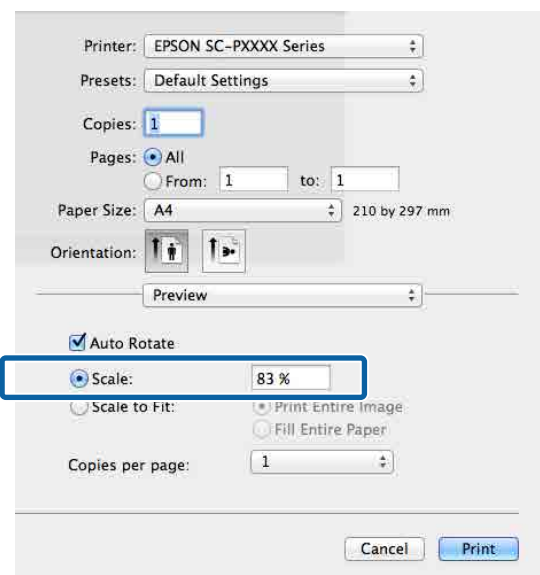 Printer: EPSON SC-PXXXX Series
Presets: Default Settings
Copies: 1
Pages: All
From: 1 to: 1
Paper Size: A4 210 by 297 mm
Orientation:
Preview
Auto Rotate
Scale: 83 %
Scale to Fit: Print Entire Image
Fill Entire Paper
Copies per page: 1
Cancel Print